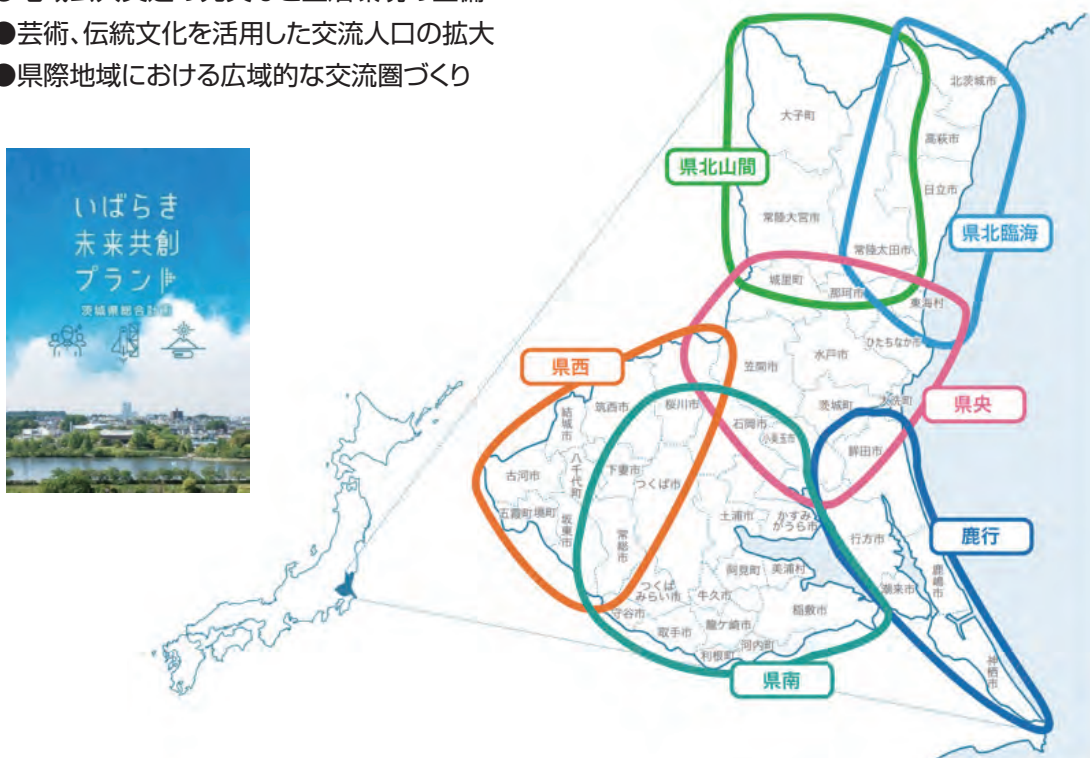 ●芸術、伝統文化を活用した交流人口の拡大
●県際地域における広域的な交流圏づくり
いばらき
未来共創
プラン
茨城県総合計画
北茨城市
大子町
高萩市
県北山間
日立市
常陸大宮市
県北臨海
常陸太田市
城里町
那珂市
東海村
ひたちなか市
水戸市
県西
笠間市
桜川市
筑西市
結城市
茨城町
大洗町
県央
石岡市
小美玉市
鉾田市
八千代町
下妻市
古河市
つくば市
五霞町
境町
坂東市
土浦市
かすみ
がうら市
行方市
鹿行
常総市
阿見町
美浦村
鹿嶋市
潮来市
つくば
みらい市
牛久市
稲敷市
守谷市
取手市
龍ケ崎市
河内町
利根町
神栖市
県南